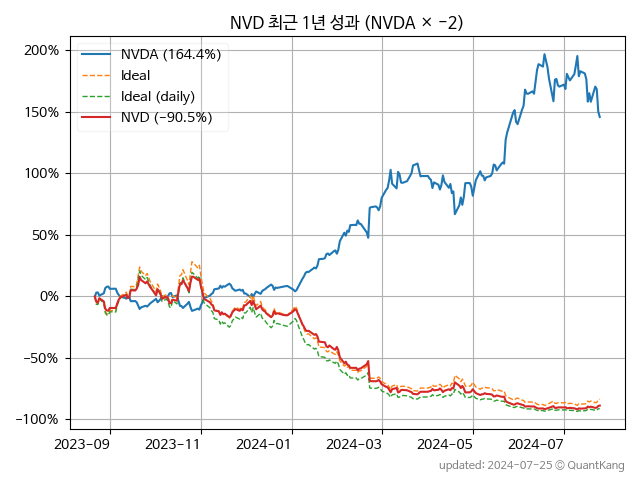 NVD 최근 1년 성과 (NVDA × −2)
NVDA (164.4%)
Ideal
Ideal (daily)
NVD (−90.5%)
200%
150%
100%
50%
0%
−50%
−100%
2023-09 2023-11 2024-01 2024-03 2024-05 2024-07
updated: 2024-07-25 © QuantKang